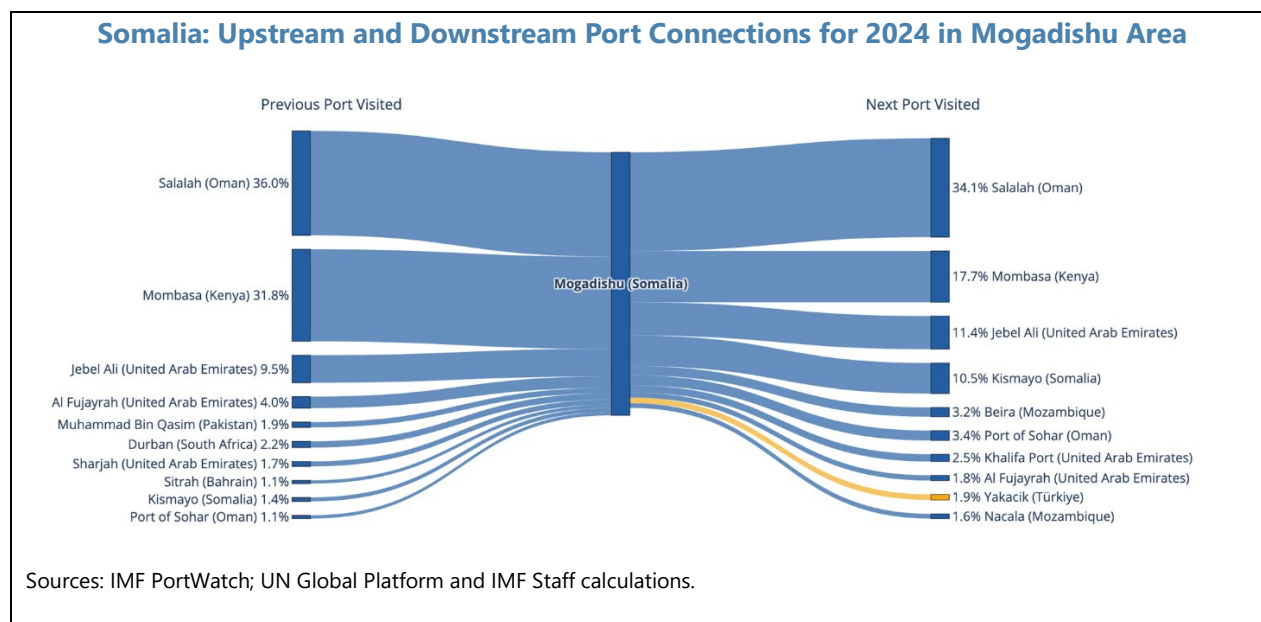 Somalia: Upstream and Downstream Port Connections for 2024 in Mogadishu Area
Previous Port Visited
Next Port Visited
Salalah (Oman) 36.0%
Mombasa (Kenya) 31.8%
Jebel Ali (United Arab Emirates) 9.5%
Al Fujayrah (United Arab Emirates) 4.0%
Muhammad Bin Qasim (Pakistan) 1.9%
Durban (South Africa) 2.2%
Sharjah (United Arab Emirates) 1.7%
Sitrah (Bahrain) 1.1%
Kismayo (Somalia) 1.4%
Port of Sohar (Oman) 1.1%
Mogadishu (Somalia)
34.1% Salalah (Oman)
17.7% Mombasa (Kenya)
11.4% Jebel Ali (United Arab Emirates)
10.5% Kismayo (Somalia)
3.2% Beira (Mozambique)
3.4% Port of Sohar (Oman)
2.5% Khalifa Port (United Arab Emirates)
1.8% Al Fujayrah (United Arab Emirates)
1.9% Yakacik (Türkiye)
1.6% Nacala (Mozambique)
Sources: IMF PortWatch; UN Global Platform and IMF Staff calculations.